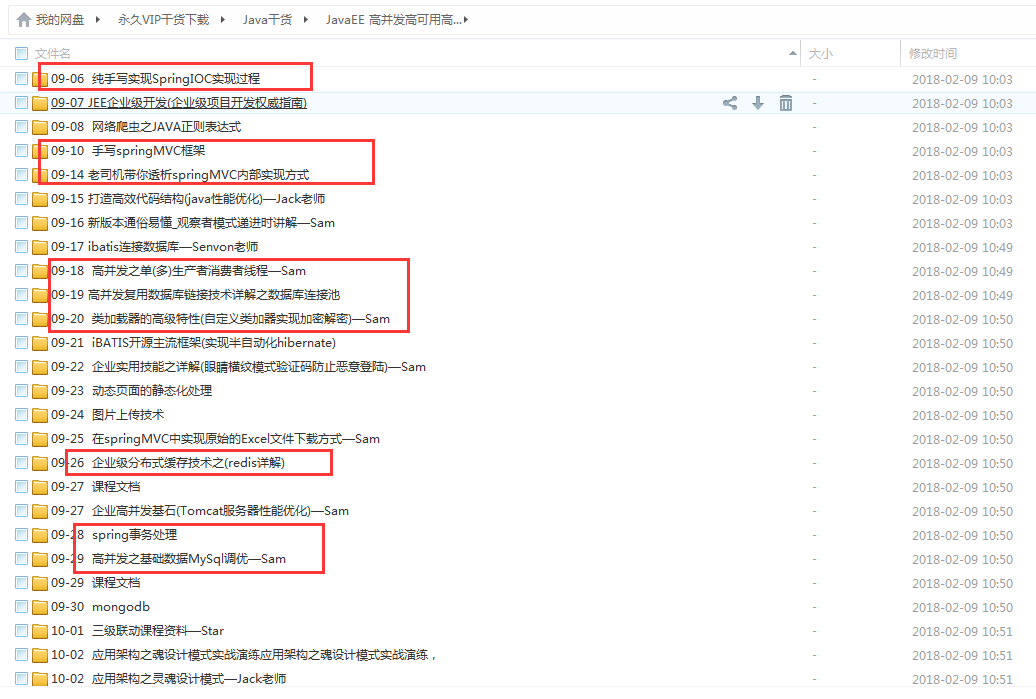 我的网盘 永久VIP干货下载 Java干货 JavaEE 高并发高可用高...
文件名 大小 修改时间
09-06 纯手写实现SpringIOC实现过程 - 2018-02-09 10:03
09-07 JEE企业级开发(企业级项目开发权威指南) - 2018-02-09 10:03
09-08 网络爬虫之JAVA正则表达式 - 2018-02-09 10:03
09-10 手写springMVC框架 - 2018-02-09 10:03
09-14 老司机带你透析springMVC内部实现方式 - 2018-02-09 10:03
09-15 打造高效代码结构(java性能优化)—Jack老师 - 2018-02-09 10:03
09-16 新版本通俗易懂_观察者模式递进时讲解—Sam - 2018-02-09 10:03
09-17 ibatis连接数据库—Senvon老师 - 2018-02-09 10:49
09-18 高并发之单(多)生产者消费者线程—Sam - 2018-02-09 10:49
09-19 高并发复用数据库链接技术详解之数据库连接池 - 2018-02-09 10:49
09-20 类加载器的高级特性(自定义类加器实现加密解密)—Sam - 2018-02-09 10:50
09-21 iBATIS开源主流框架(实现半自动化hibernate) - 2018-02-09 10:50
09-22 企业实用技能之详解(眼睛横纹模式验证码防止恶意登陆)—Sam - 2018-02-09 10:50
09-23 动态页面的静态化处理 - 2018-02-09 10:50
09-24 图片上传技术 - 2018-02-09 10:50
09-25 在springMVC中实现原始的Excel文件下载方式—Sam - 2018-02-09 10:50
09-26 企业级分布式缓存技术之(redis详解) - 2018-02-09 10:50
09-27 课程文档 - 2018-02-09 10:50
09-27 企业高并发基石(Tomcat服务器性能优化)—Sam - 2018-02-09 10:50
09-28 spring事务处理 - 2018-02-09 10:50
09-29 高并发之基础数据MySql调优—Sam - 2018-02-09 10:50
09-29 课程文档 - 2018-02-09 10:50
09-30 mongodb - 2018-02-09 10:50
10-01 三级联动课程资料—Star - 2018-02-09 10:51
10-02 应用架构之魂设计模式实战演练应用架构之魂设计模式实战演练， - 2018-02-09 10:51
10-02 应用架构之灵魂设计模式—Jack老师 - 2018-02-09 10:51